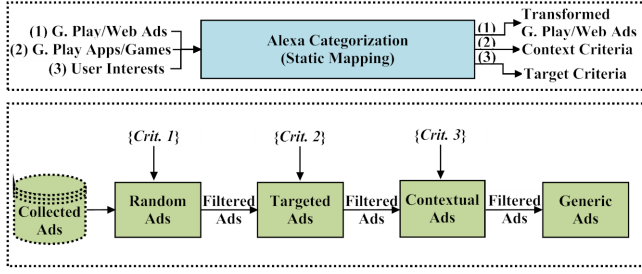 (1) G. Play/Web Ads
(2) G. Play Apps/Games
(3) User Interests
Alexa Categorization
(Static Mapping)
(1)
(2)
(3)
Transformed
G. Play/Web Ads
Context Criteria
Target Criteria
{Crit. 1}
{Crit. 2}
{Crit. 3}
Collected
Ads
Random
Ads
Filtered
Ads
Targeted
Ads
Filtered
Ads
Contextual
Ads
Filtered
Ads
Generic
Ads